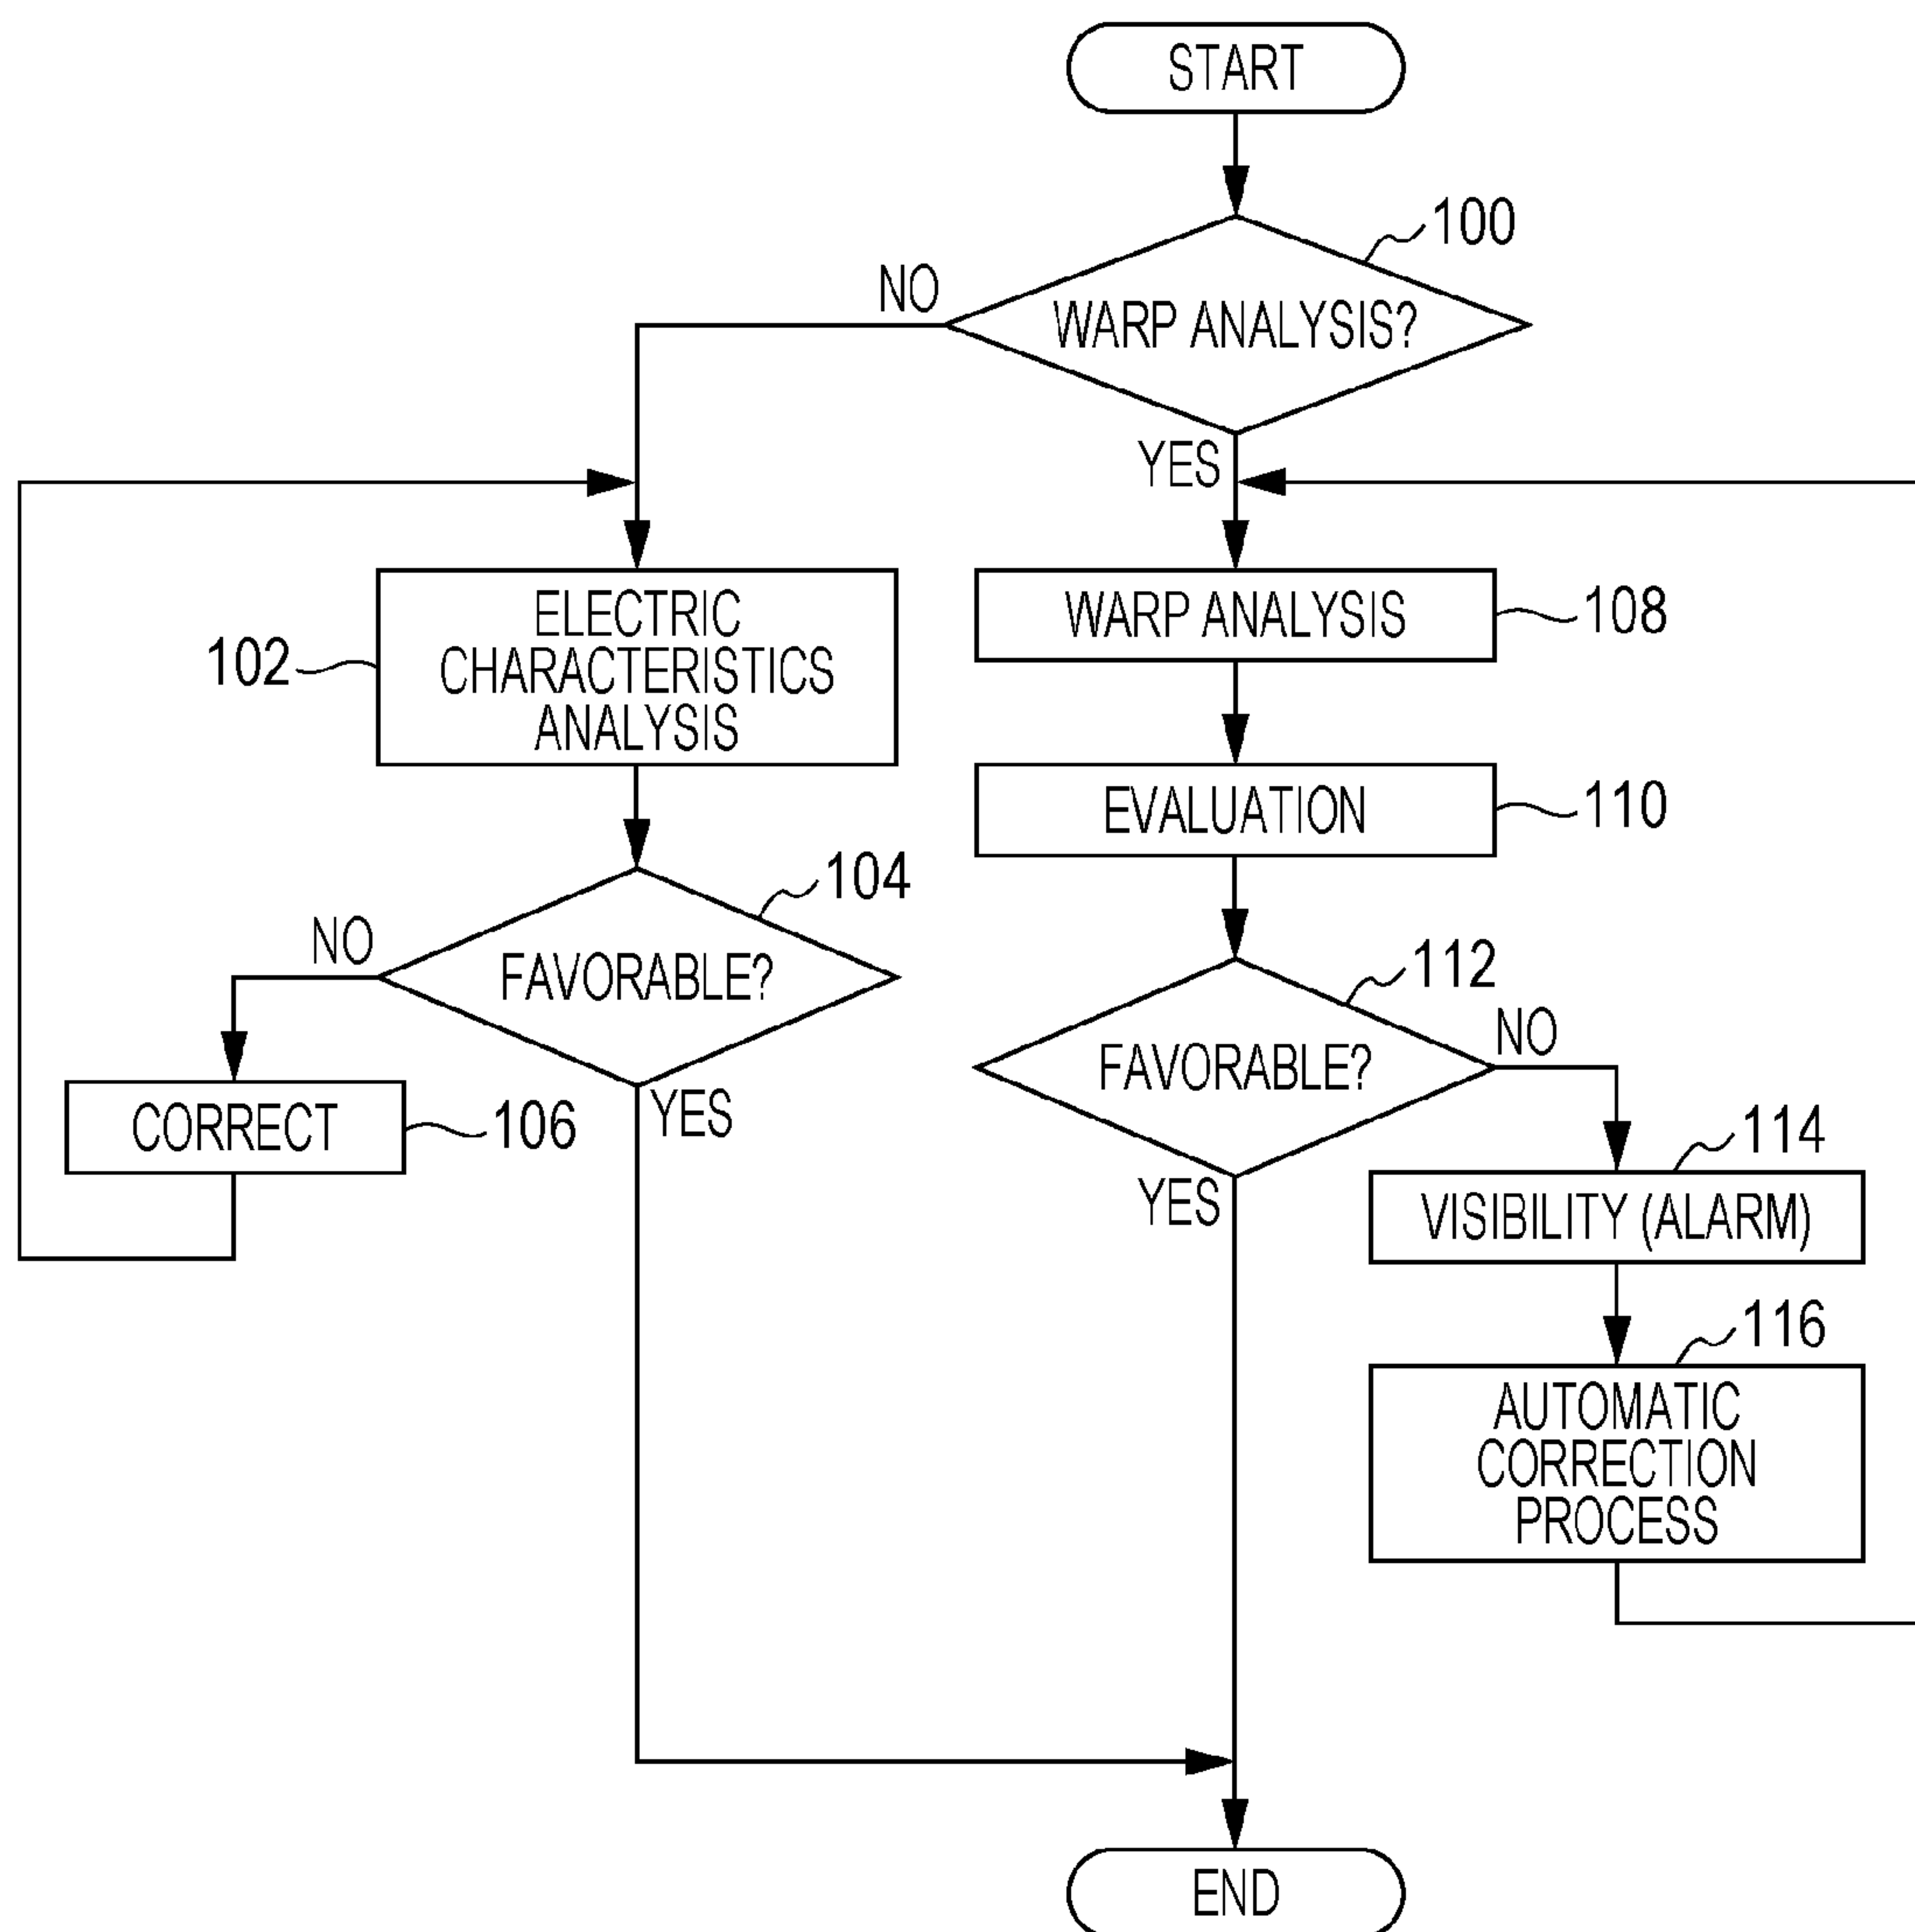 START
100
WARP ANALYSIS?
NO
YES
ELECTRIC
CHARACTERISTICS
ANALYSIS
102
WARP ANALYSIS
108
EVALUATION
110
104
FAVORABLE?
NO
YES
CORRECT
106
112
FAVORABLE?
NO
YES
114
VISIBILITY (ALARM)
116
AUTOMATIC
CORRECTION
PROCESS
END